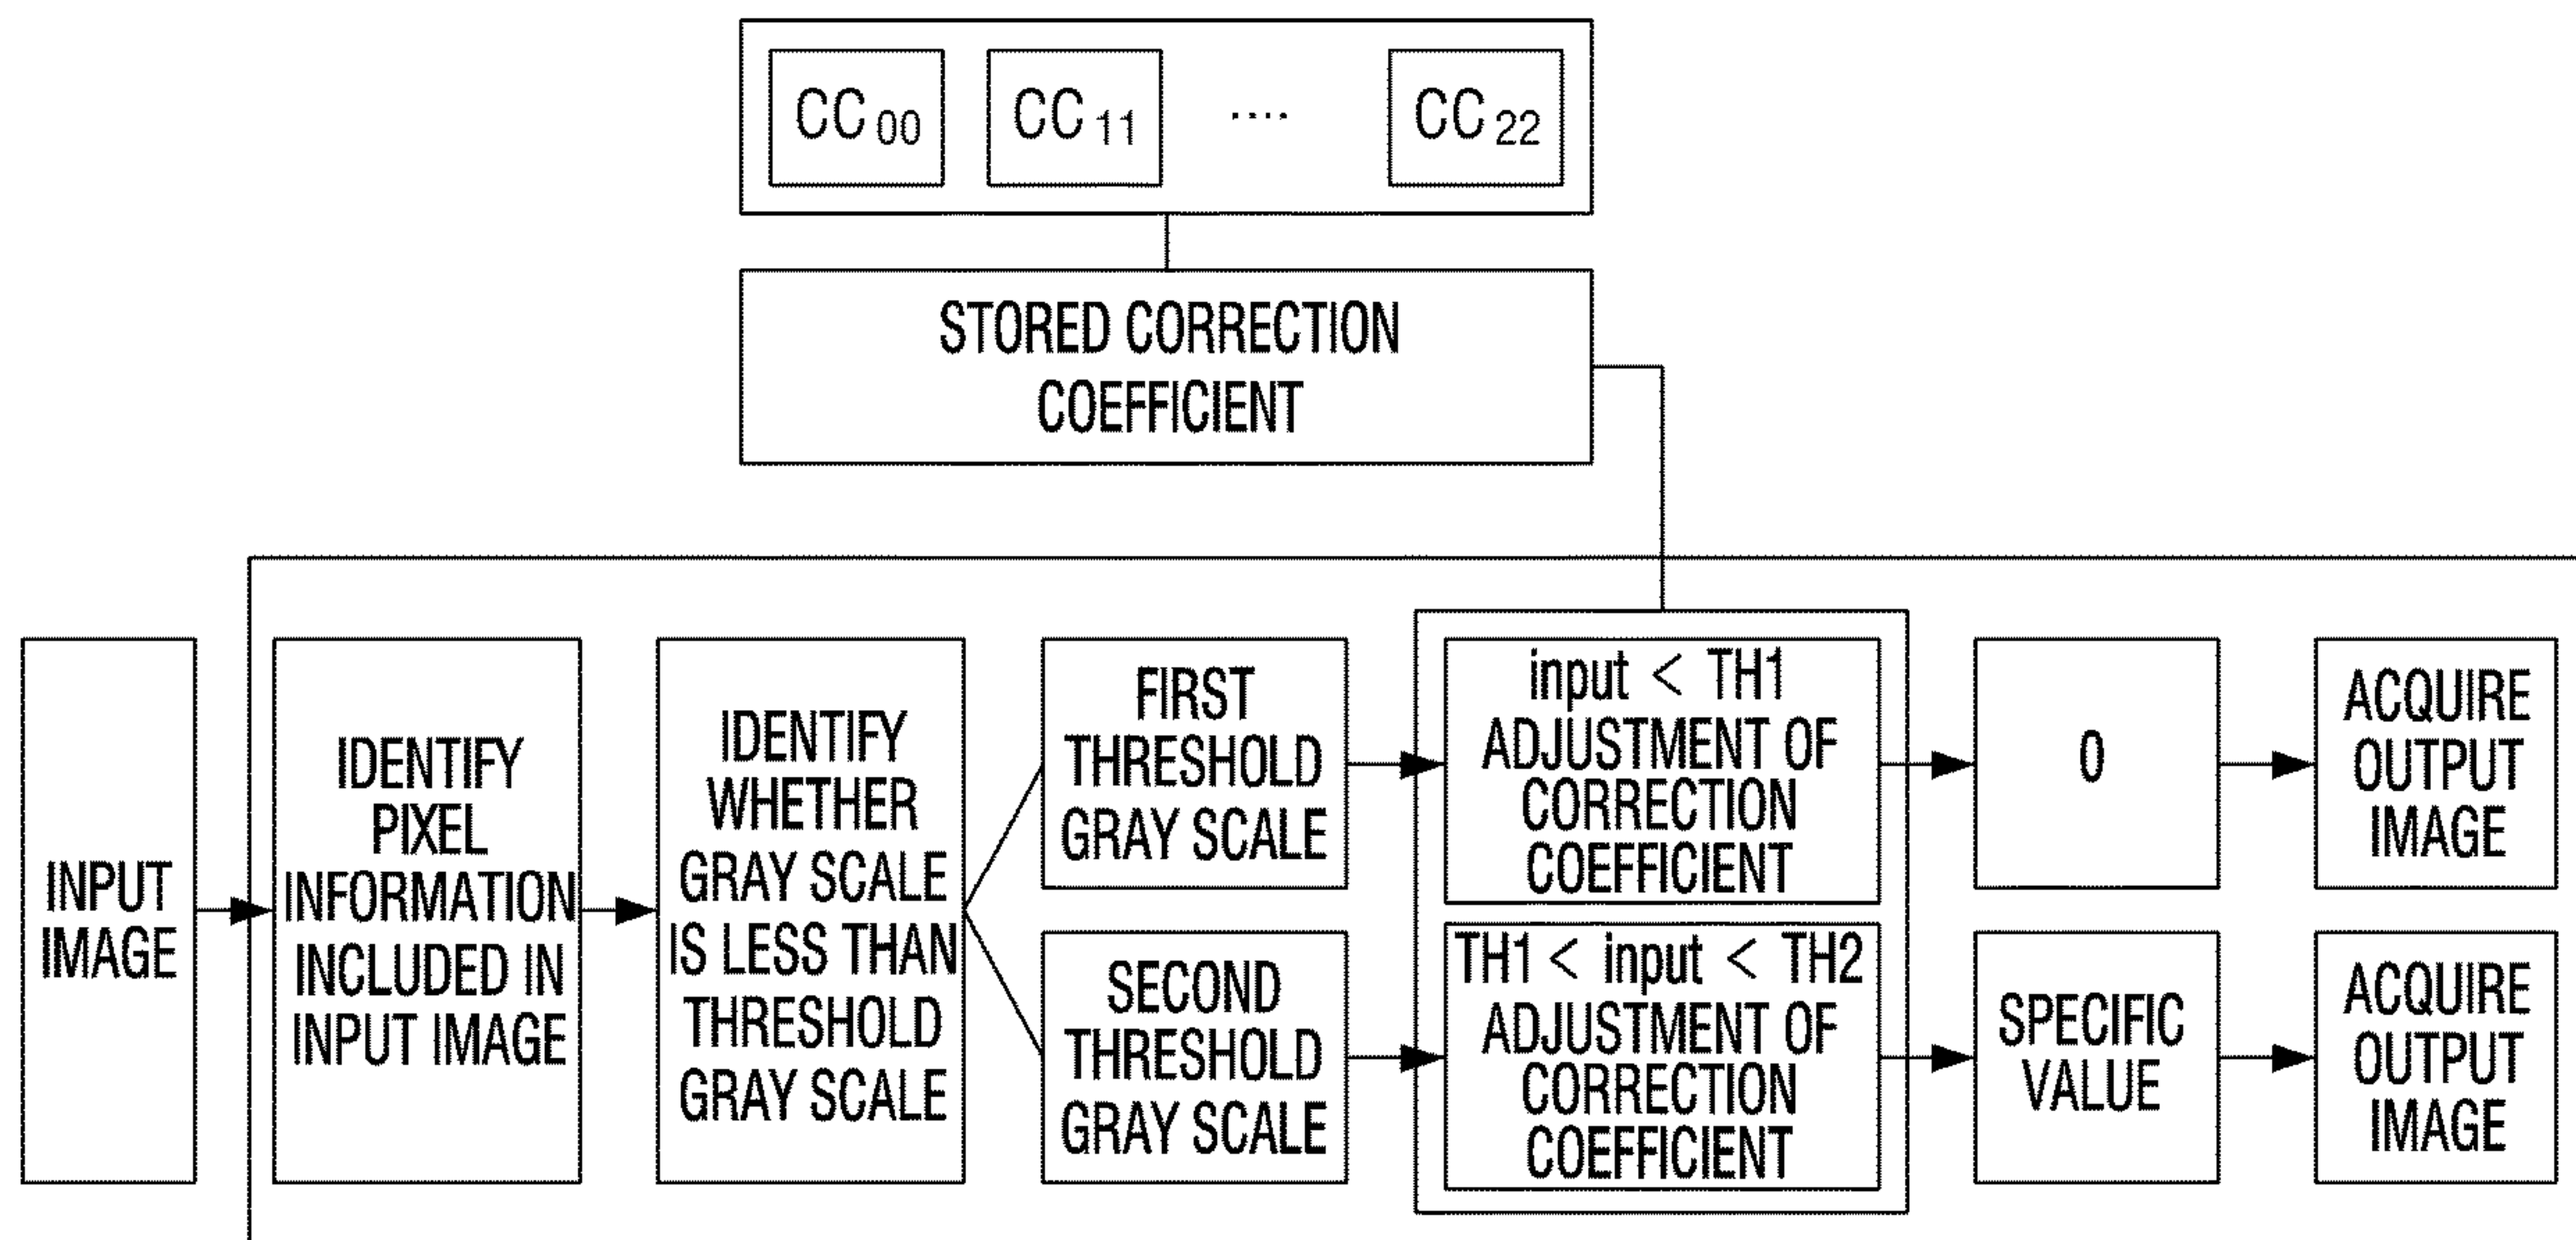 CC00 CC11 .... CC22
STORED CORRECTION
COEFFICIENT
INPUT
IMAGE
IDENTIFY
PIXEL
INFORMATION
INCLUDED IN
INPUT IMAGE
IDENTIFY
WHETHER
GRAY SCALE
IS LESS THAN
THRESHOLD
GRAY SCALE
FIRST
THRESHOLD
GRAY SCALE
input < TH1
ADJUSTMENT OF
CORRECTION
COEFFICIENT
0
ACQUIRE
OUTPUT
IMAGE
SECOND
THRESHOLD
GRAY SCALE
TH1 < input < TH2
ADJUSTMENT OF
CORRECTION
COEFFICIENT
SPECIFIC
VALUE
ACQUIRE
OUTPUT
IMAGE